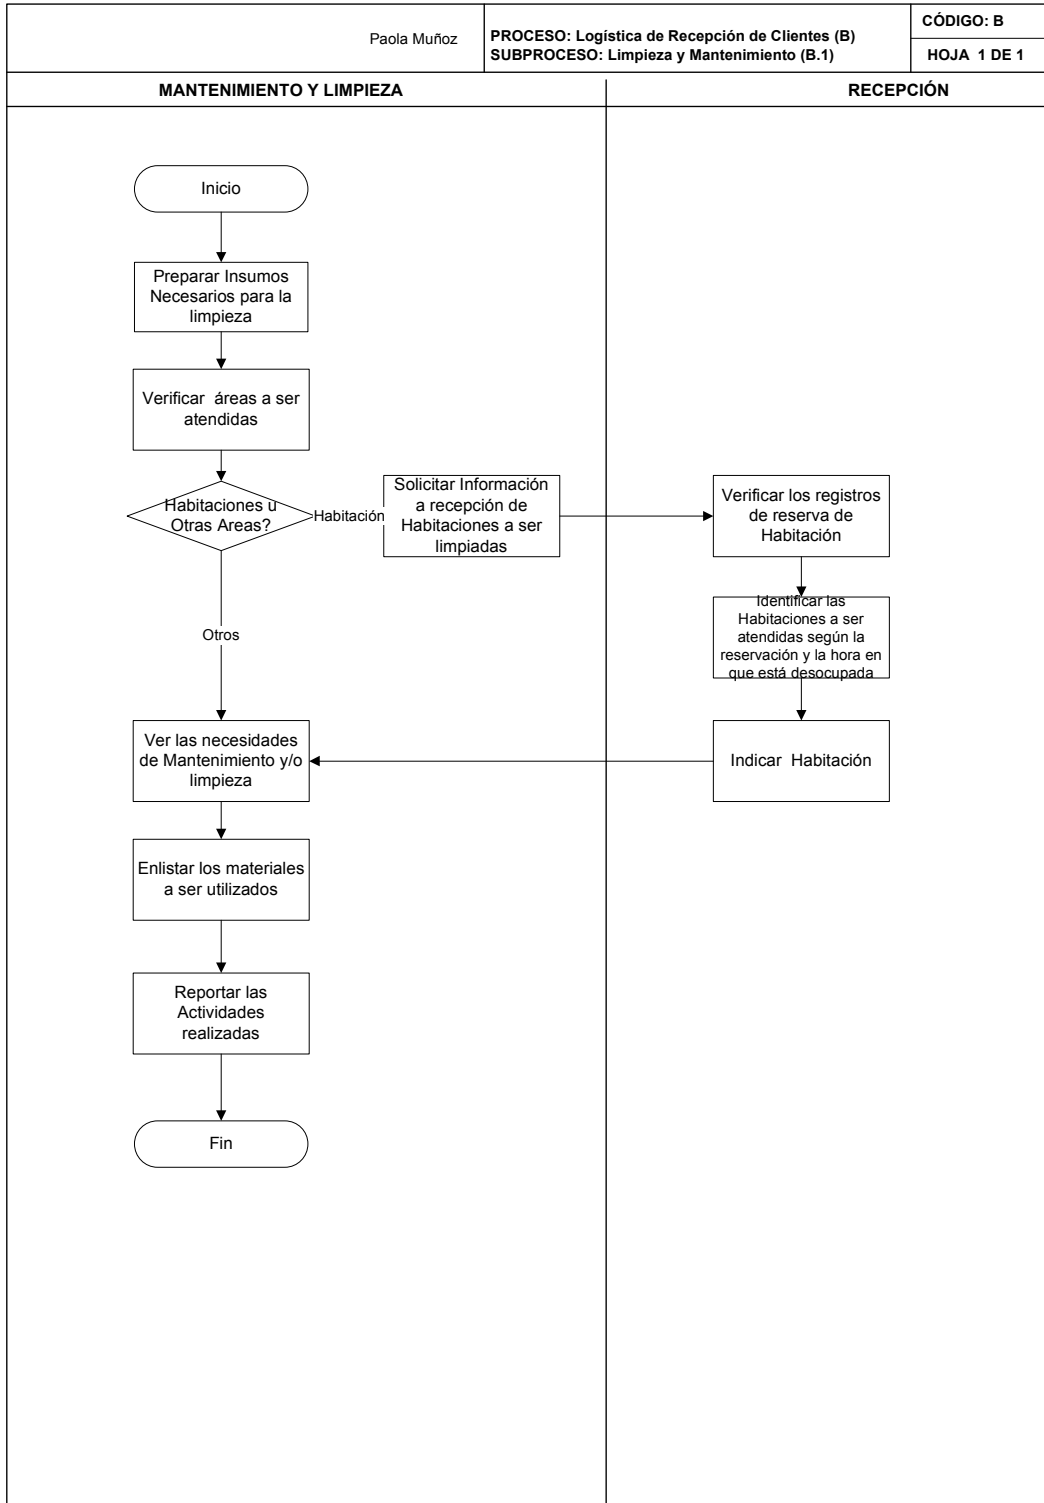 Paola Muñoz
PROCESO: Logística de Recepción de Clientes (B)
SUBPROCESO: Limpieza y Mantenimiento (B.1)
CÓDIGO: B
HOJA 1 DE 1
MANTENIMIENTO Y LIMPIEZA
RECEPCIÓN
Inicio
Preparar Insumos
Necesarios para la
limpieza
Verificar áreas a ser
atendidas
Habitaciones u
Otras Areas?
Habitación
Solicitar Información
a recepción de
Habitaciones a ser
limpiadas
Verificar los registros
de reserva de
Habitación
Identificar las
Habitaciones a ser
atendidas según la
reservación y la hora en
que está desocupada
Otros
Ver las necesidades
de Mantenimiento y/o
limpieza
Indicar Habitación
Enlistar los materiales
a ser utilizados
Reportar las
Actividades
realizadas
Fin